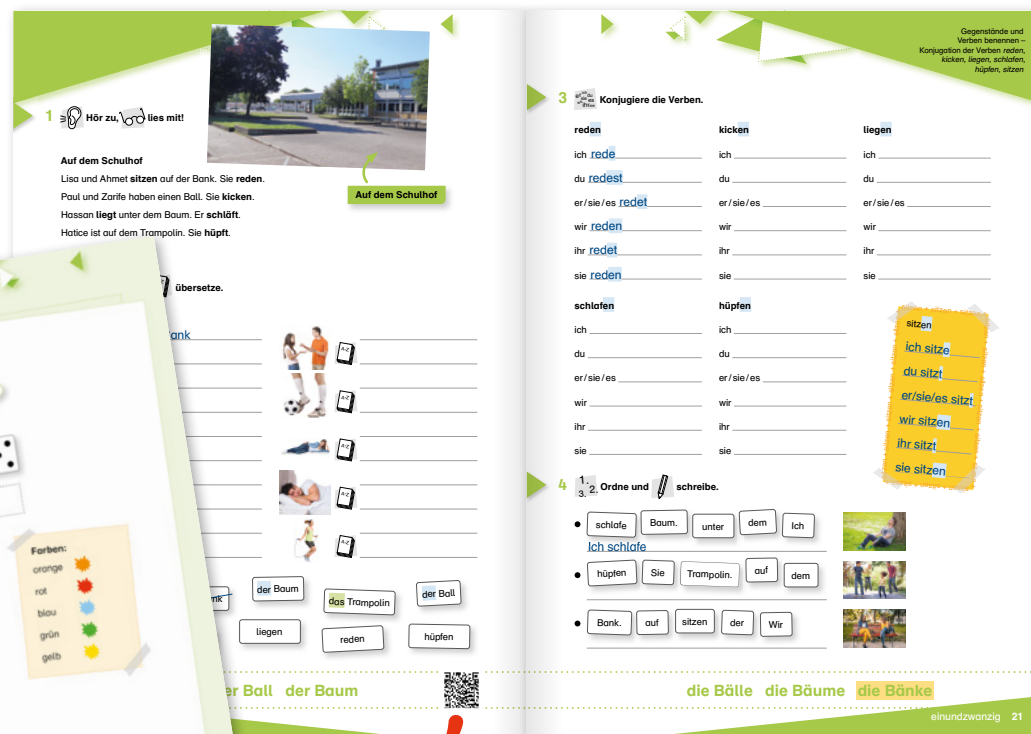 1 Hör zu, lies mit!
Auf dem Schulhof
Lisa und Ahmet sitzen auf der Bank. Sie reden.
Paul und Zarife haben einen Ball. Sie kicken.
Hassan liegt unter dem Baum. Er schläft.
Hatice ist auf dem Trampolin. Sie hüpft.
Auf dem Schulhof
übersetze.
A-Z
A-Z
A-Z
A-Z
A-Z
der Baum
das Trampolin
der Ball
liegen
reden
hüpfen
Farben:
orange
rot
blau
grün
gelb
er Ball der Baum
Gegenstände und
Verben benennen –
Konjugation der Verben reden,
kicken, liegen, schlafen,
hüpfen, sitzen
3 Konjugiere die Verben.
reden kicken liegen
ich rede ich ich
du redest du du
er/sie/es redet er/sie/es er/sie/es
wir reden wir wir
ihr redet ihr ihr
sie reden sie sie
schlafen hüpfen
ich ich
du du
er/sie/es er/sie/es
wir wir
ihr ihr
sie sie
sitzen
ich sitze
du sitzt
er/sie/es sitzt
wir sitzen
ihr sitzt
sie sitzen
4 1. 3. 2. Ordne und schreibe.
schlafe Baum. unter dem Ich
Ich schlafe
hüpfen Sie Trampolin. auf dem
Bank. auf sitzen der Wir
die Bälle die Bäume die Bänke
einundzwanzig 21